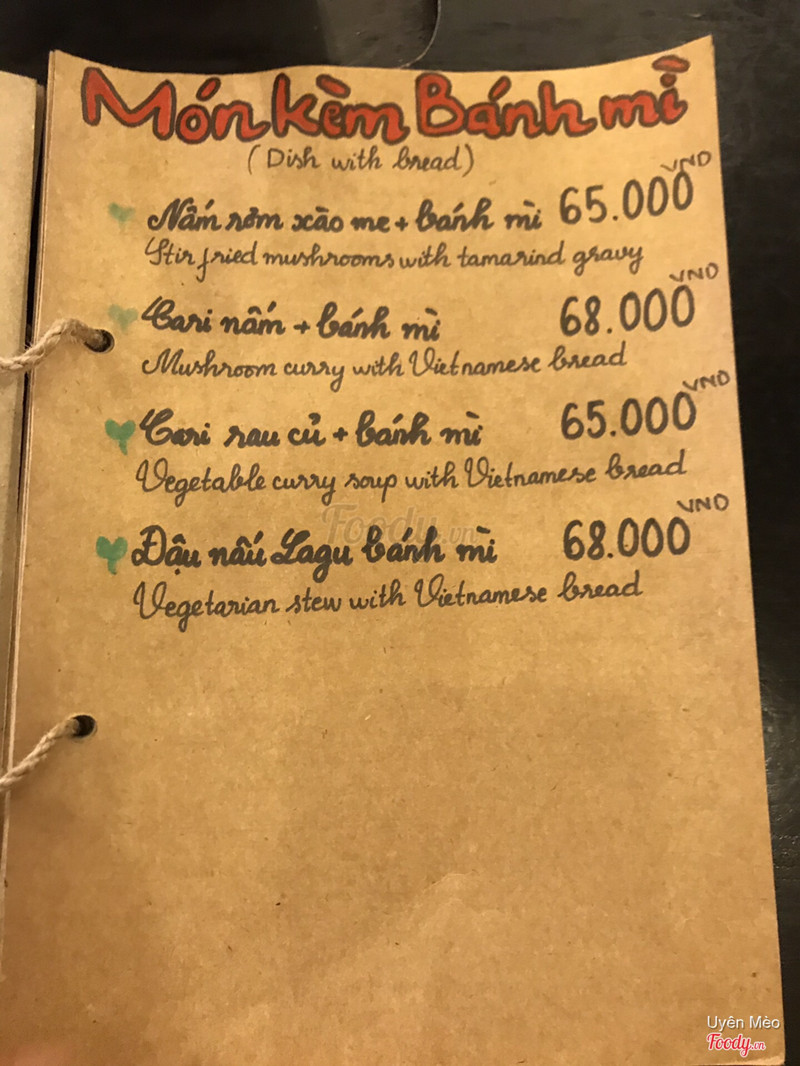 Món kèm Bánh mì
(Dish with bread)
Nấm rơm xào me + bánh mì 65.000 VND
Stir fried mushrooms with tamarind gravy
Cari nấm + bánh mì 68.000 VND
Mushroom curry with Vietnamese bread
Cari rau củ + bánh mì 65.000 VND
Vegetable curry soup with Vietnamese bread
Foody.vn
Đậu nấu Lagu bánh mì 68.000 VND
Vegetarian stew with Vietnamese bread
Uyên Mèo
Foody.vn